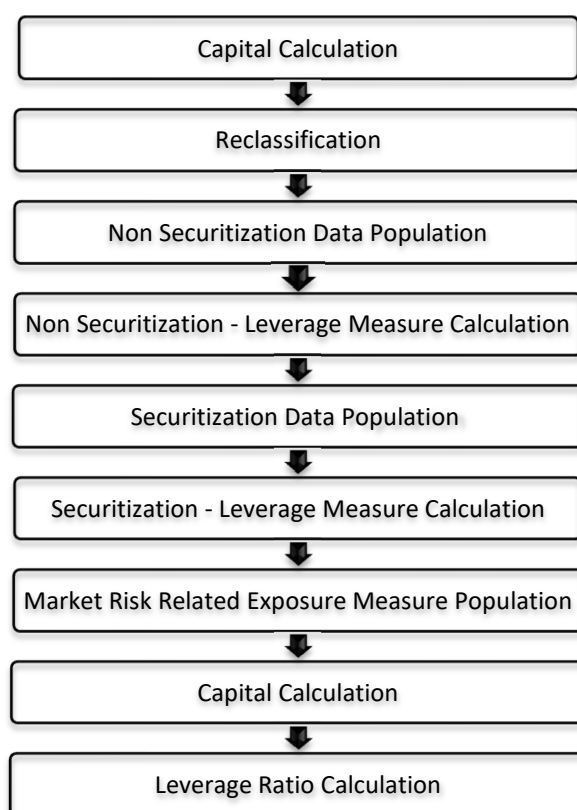 Capital Calculation
Reclassification
Non Securitization Data Population
Non Securitization - Leverage Measure Calculation
Securitization Data Population
Securitization - Leverage Measure Calculation
Market Risk Related Exposure Measure Population
Capital Calculation
Leverage Ratio Calculation